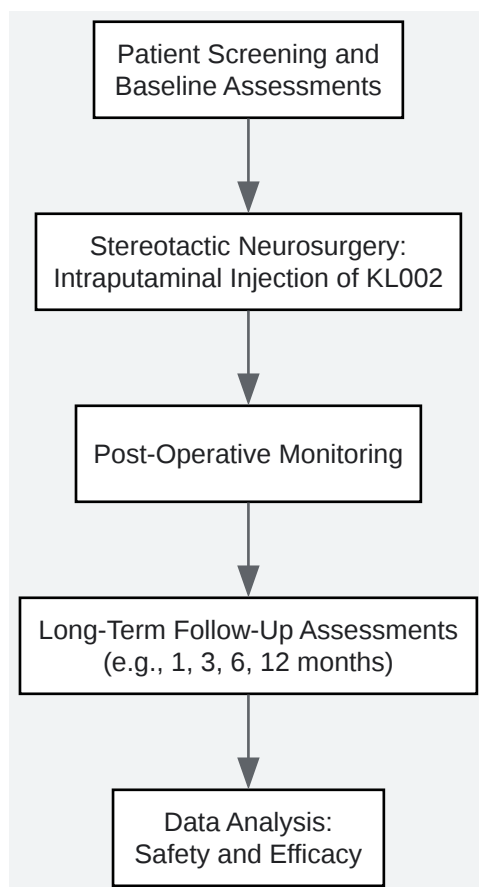 Patient Screening and
Baseline Assessments
Stereotactic Neurosurgery:
Intraputaminal Injection of KL002
Post-Operative Monitoring
Long-Term Follow-Up Assessments
(e.g., 1, 3, 6, 12 months)
Data Analysis:
Safety and Efficacy